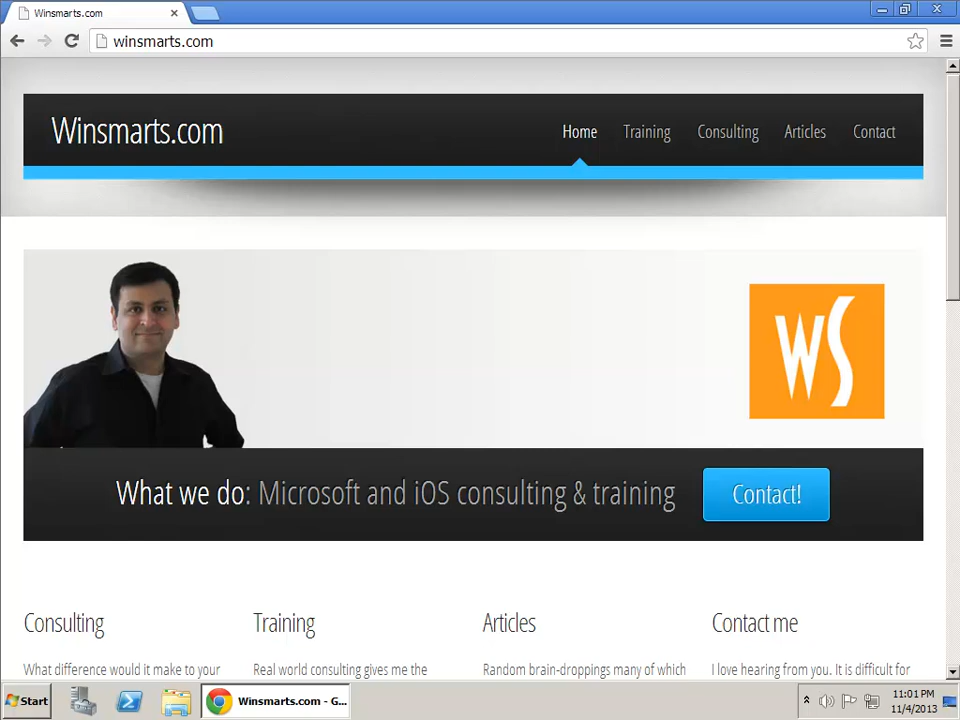 Winsmarts.com
winsmarts.com
Winsmarts.com
Home Training Consulting Articles Contact
WS
What we do: Microsoft and iOS consulting & training
Contact!
Consulting Training Articles Contact me
What difference would it make to your Real world consulting gives me the Random brain-droppings many of which I love hearing from you. It is difficult for
Start
Winsmarts.com - G...
11:01 PM
11/4/2013